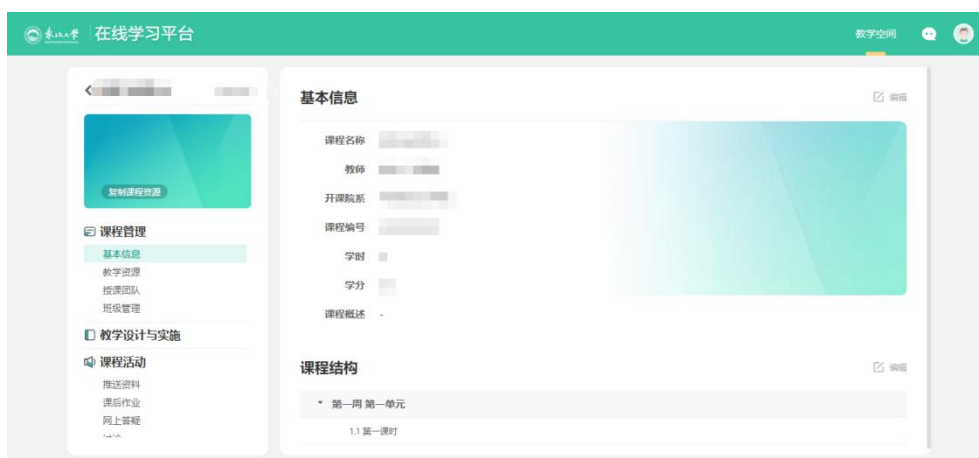 东北大学 在线学习平台
教学空间
复制课程资源
课程管理
基本信息
教学资源
授课团队
班级管理
教学设计与实施
课程活动
推送资料
课后作业
网上答疑
基本信息
编辑
课程名称
教师
开课院系
课程编号
学时
学分
课程概述 -
课程结构
编辑
第一周 第一单元
1.1 第一课时